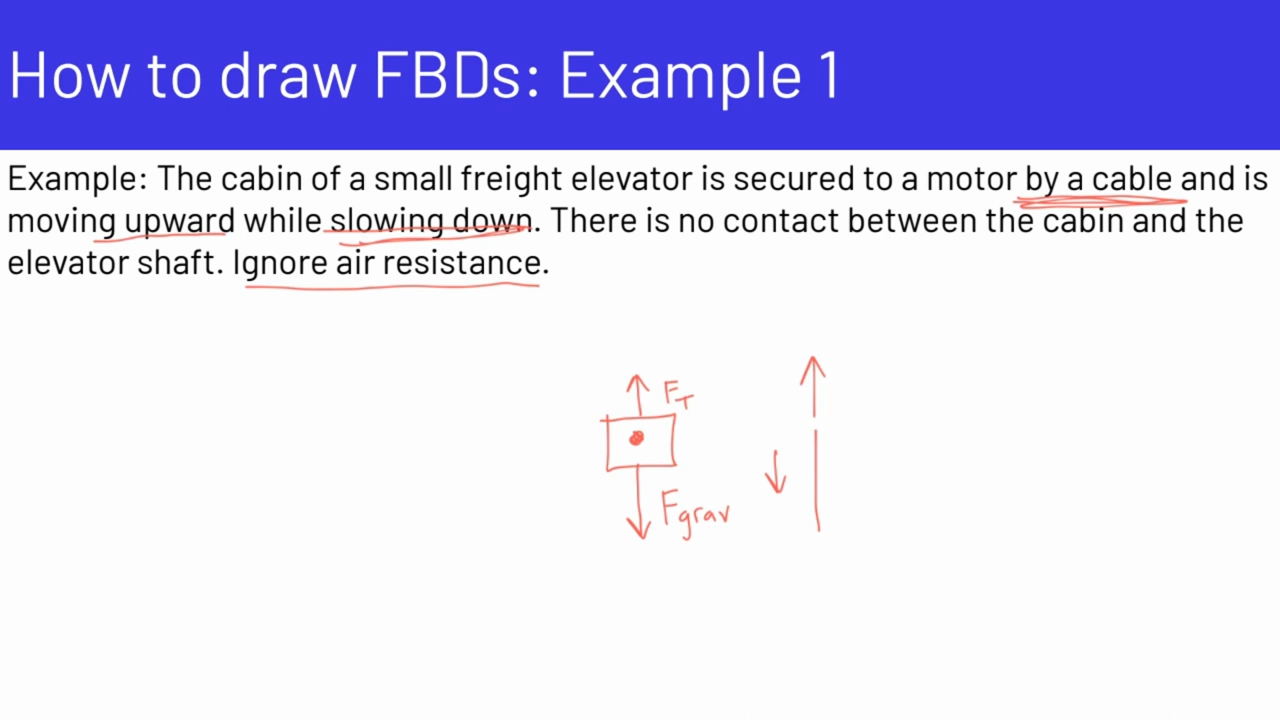 How to draw FBDs: Example 1
Example: The cabin of a small freight elevator is secured to a motor by a cable and is
moving upward while slowing down. There is no contact between the cabin and the
elevator shaft. Ignore air resistance.
FT
Fgrav